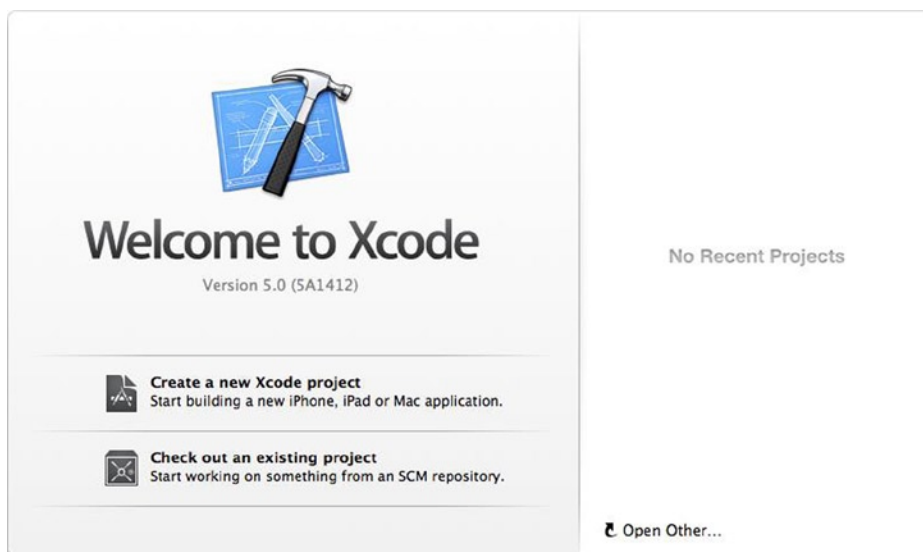 Welcome to Xcode
Version 5.0 (5A1412)
Create a new Xcode project
Start building a new iPhone, iPad or Mac application.
Check out an existing project
Start working on something from an SCM repository.
No Recent Projects
Open Other...